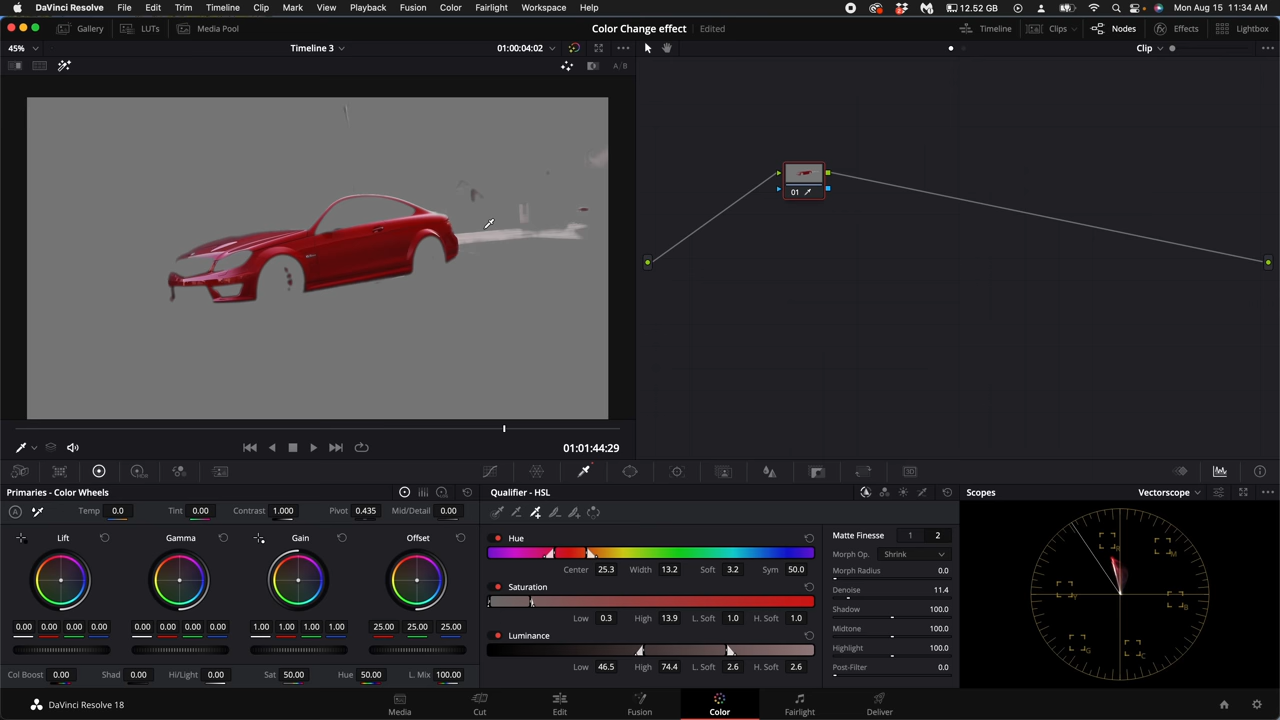 DaVinci Resolve File Edit Trim Timeline Clip Mark View Playback Fusion Color Fairlight Workspace Help 12.52 GB Mon Aug 15 11:34 AM
Gallery LUTs Media Pool Color Change effect Edited Timeline Clips Nodes Effects Lightbox
45% Timeline 3 01:00:04:02 Clip
A/B
01
01:01:44:29
Primaries - Color Wheels Qualifier - HSL Scopes
Temp 0.0 Tint 0.00 Contrast 1.000 Pivot 0.435 Mid/Detail 0.00 Vectorscope
Lift Gamma Gain Offset
0.00 0.00 0.00 0.00 0.00 0.00 0.00 0.00 1.00 1.00 1.00 1.00 25.00 25.00 25.00
Col Boost 0.00 Shad 0.00 Hi/Light 0.00 Sat 50.00 Hue 50.00 L. Mix 100.00
Hue
Center 25.3 Width 13.2 Soft 3.2 Sym 50.0
Saturation
Low 0.3 High 13.9 L. Soft 1.0 H. Soft 1.0
Luminance
Low 46.5 High 74.4 L. Soft 2.6 H. Soft 2.6
Matte Finesse 1 2
Morph Op. Shrink
Morph Radius 0.0
Denoise 11.4
Shadow 100.0
Midtone 100.0
Highlight 100.0
Post-Filter 0.0
R M
Y B
G C
DaVinci Resolve 18 Media Cut Edit Fusion Color Fairlight Deliver